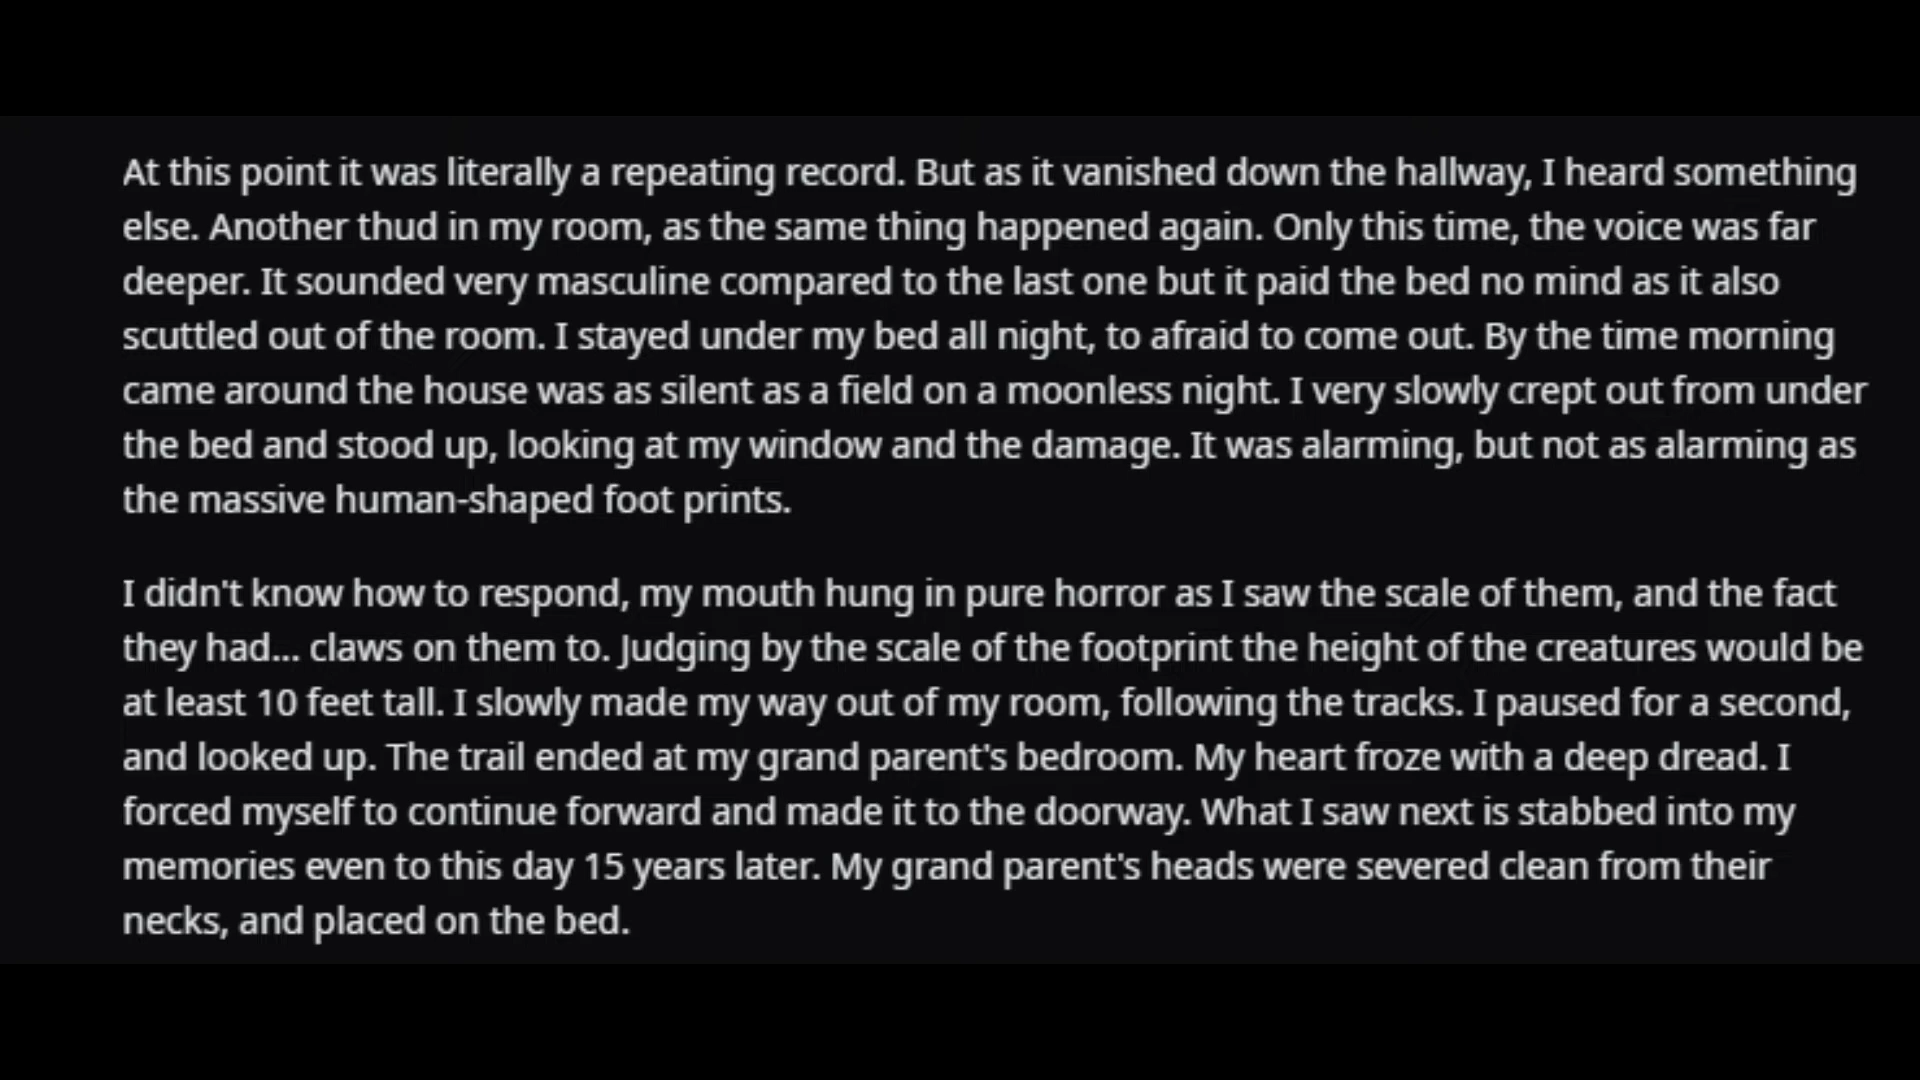 At this point it was literally a repeating record. But as it vanished down the hallway, I heard something
else. Another thud in my room, as the same thing happened again. Only this time, the voice was far
deeper. It sounded very masculine compared to the last one but it paid the bed no mind as it also
scuttled out of the room. I stayed under my bed all night, to afraid to come out. By the time morning
came around the house was as silent as a field on a moonless night. I very slowly crept out from under
the bed and stood up, looking at my window and the damage. It was alarming, but not as alarming as
the massive human-shaped foot prints.
I didn't know how to respond, my mouth hung in pure horror as I saw the scale of them, and the fact
they had... claws on them to. Judging by the scale of the footprint the height of the creatures would be
at least 10 feet tall. I slowly made my way out of my room, following the tracks. I paused for a second,
and looked up. The trail ended at my grand parent's bedroom. My heart froze with a deep dread. I
forced myself to continue forward and made it to the doorway. What I saw next is stabbed into my
memories even to this day 15 years later. My grand parent's heads were severed clean from their
necks, and placed on the bed.